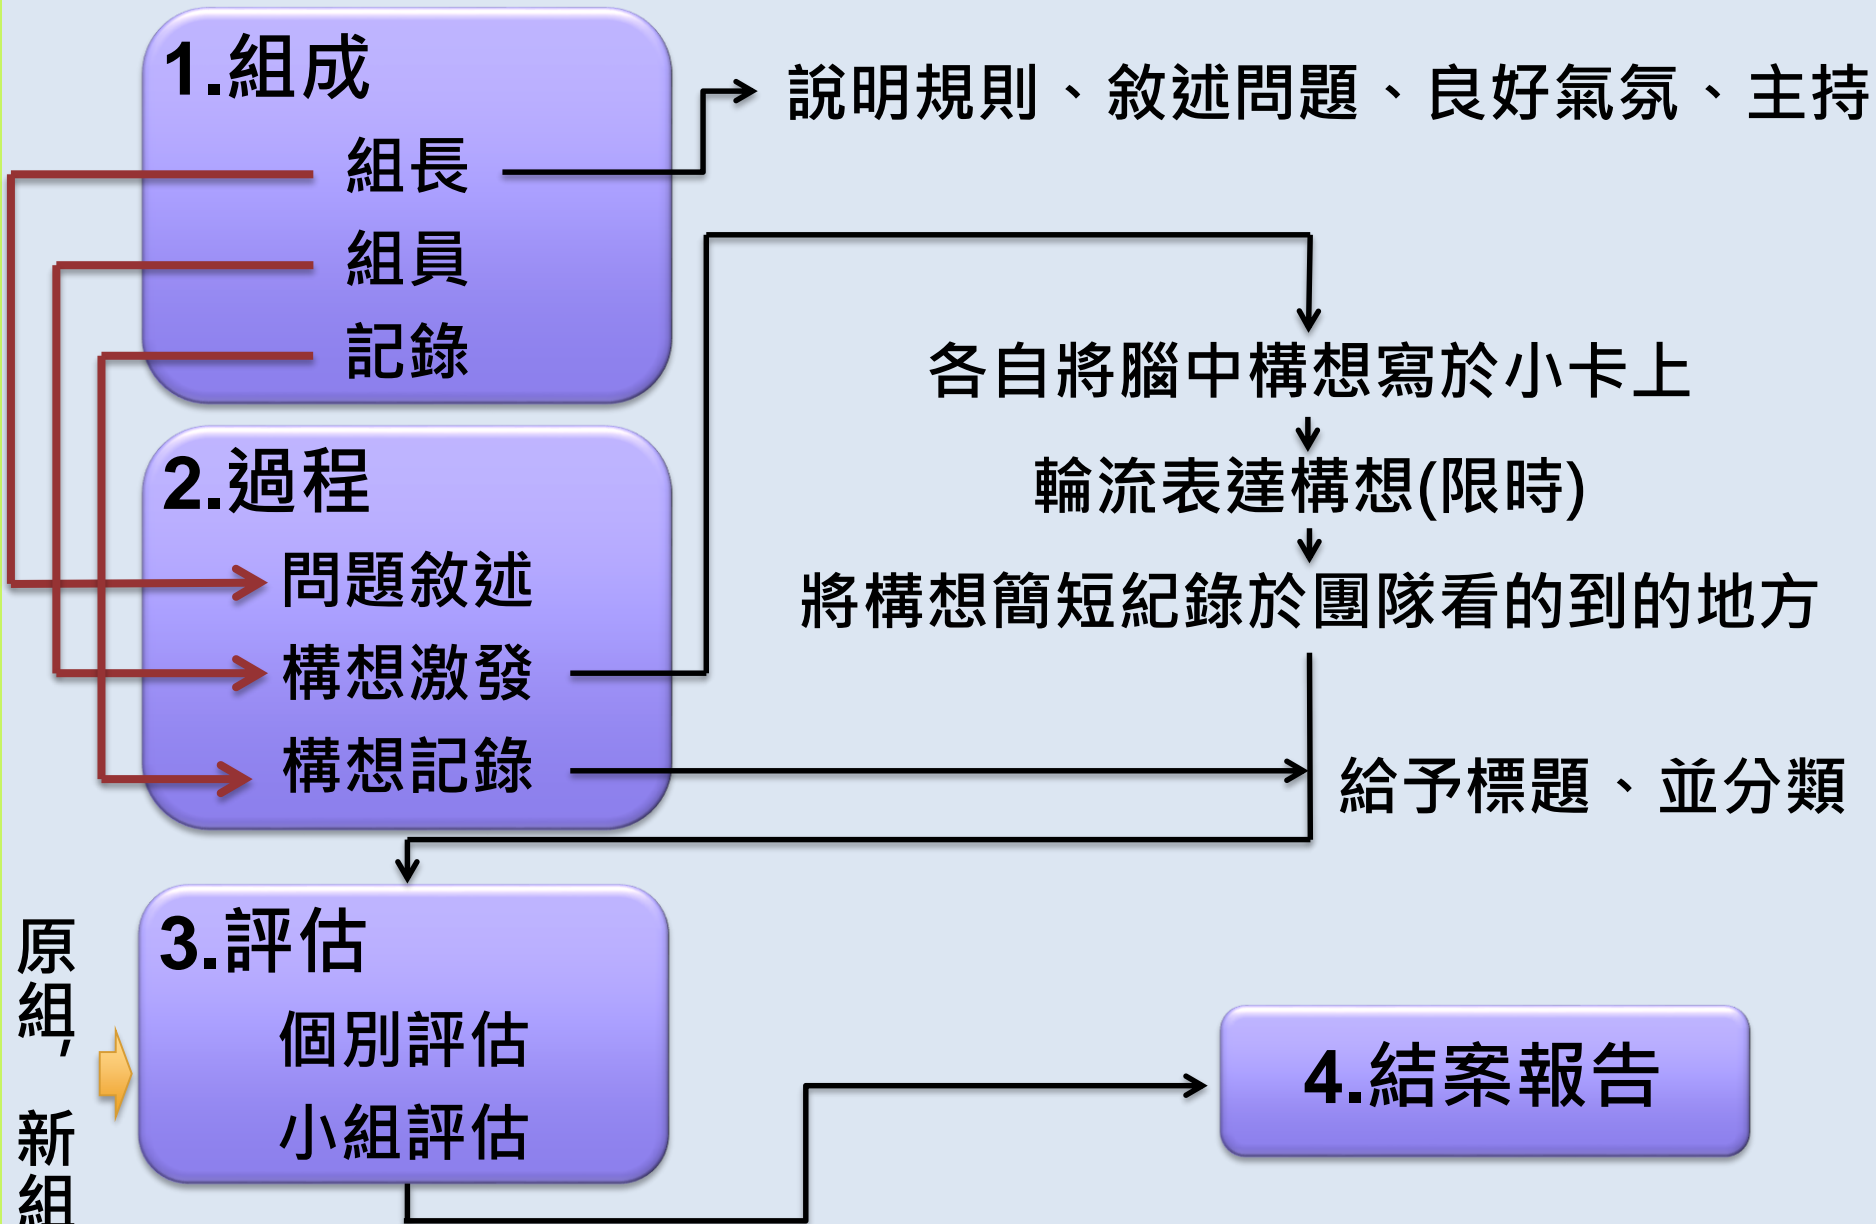 1.組成
組長
組員
記錄
說明規則、敘述問題、良好氣氛、主持
2.過程
問題敘述
構想激發
構想記錄
各自將腦中構想寫於小卡上
輪流表達構想(限時)
將構想簡短紀錄於團隊看的到的地方
給予標題、並分類
原組，新組
3.評估
個別評估
小組評估
4.結案報告